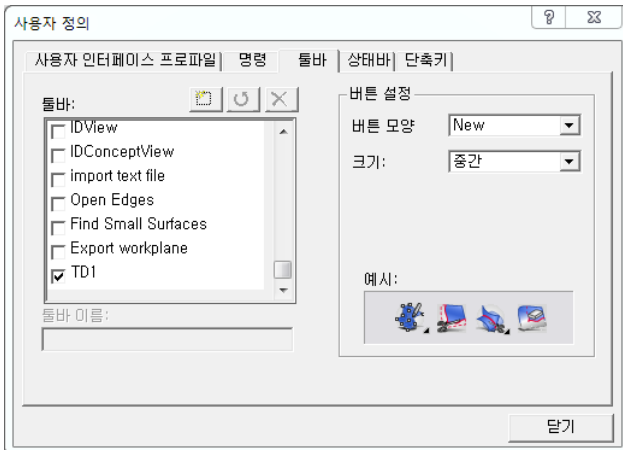 사용자 정의
사용자 인터페이스 프로파일 명령 툴바 상태바 단축키
툴바:
IDView
IDConceptView
import text file
Open Edges
Find Small Surfaces
Export workplane
TD1
툴바 이름:
버튼 설정
버튼 모양 New
크기: 중간
예시:
닫기